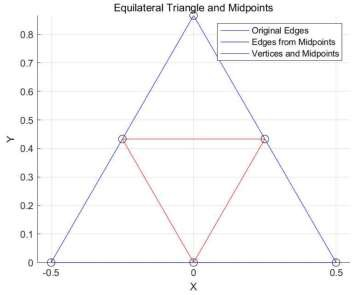 Equilateral Triangle and Midpoints
Original Edges
Edges from Midpoints
Vertices and Midpoints
0.8
0.7
0.6
0.5
0.4
0.3
0.2
0.1
0
Y
-0.5 0 0.5
X